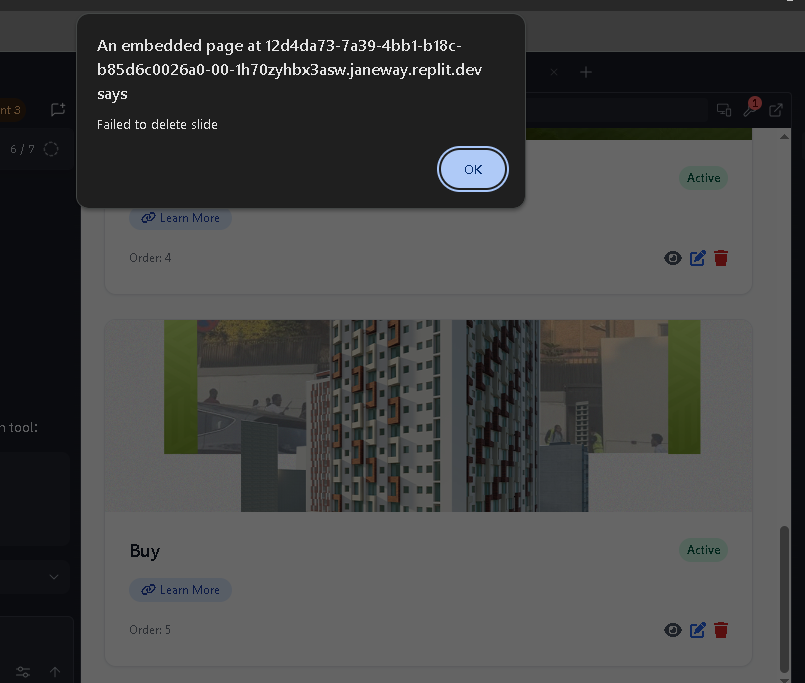 An embedded page at 12d4da73-7a39-4bb1-b18c-
b85d6c0026a0-00-1h70zyhbx3asw.janeway.replit.dev
says
Failed to delete slide
OK
nt 3
1
6 / 7
Active
Learn More
Order: 4
n tool:
Buy
Active
Learn More
Order: 5